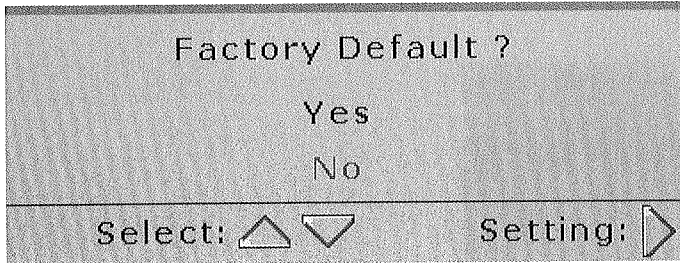 Factory Default ?
Yes
No
Select: △ ▽ Setting: ▷